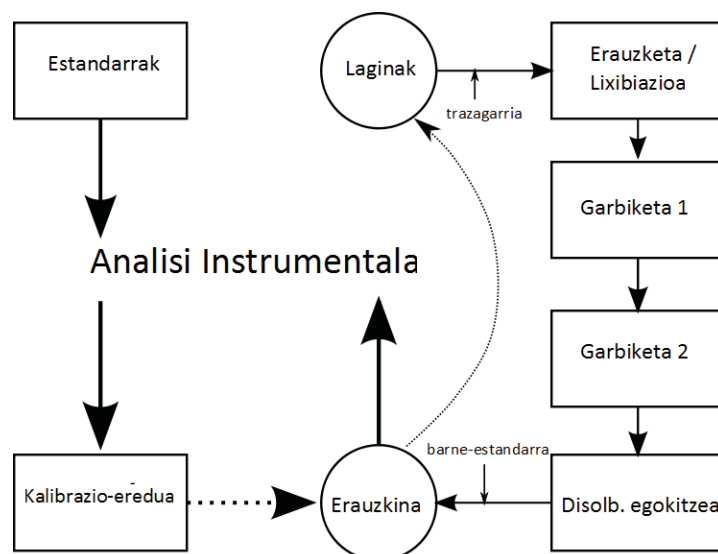 Estandarrak
Laginak
Erauzketa /
Lixibiazioa
trazagarria
Garbiketa 1
Analisi Instrumentala
Garbiketa 2
barne-estandarra
Kalibrazio-eredua
Erauzkina
Disolb. egokitzea